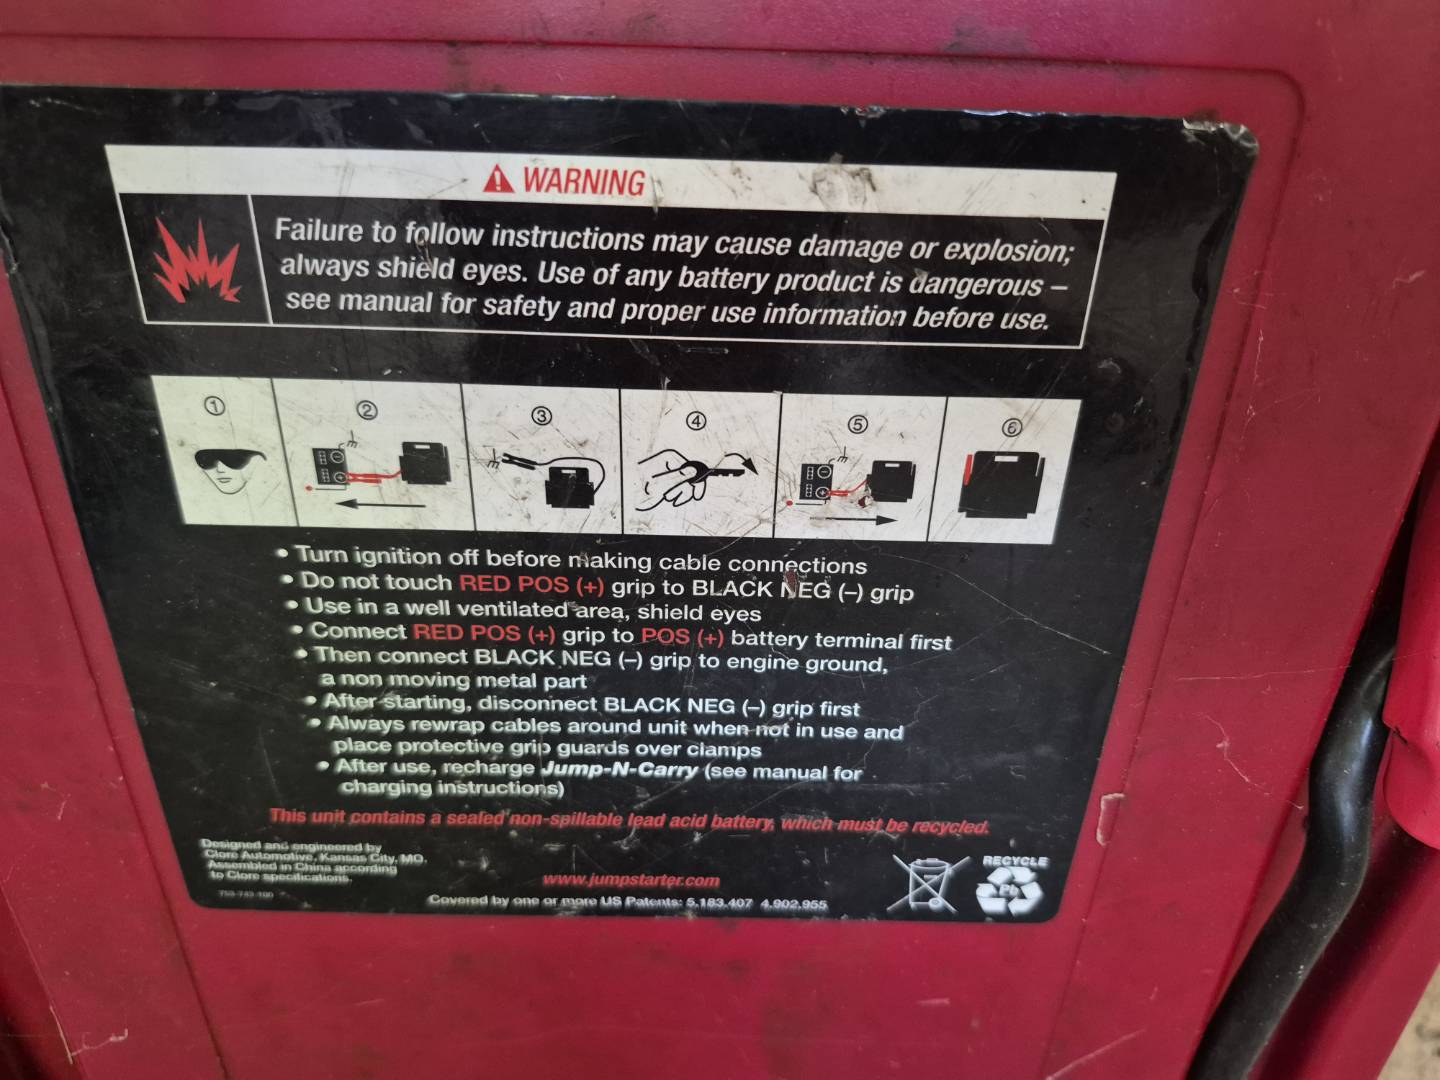 WARNING
Failure to follow instructions may cause damage or explosion;
always shield eyes. Use of any battery product is dangerous –
see manual for safety and proper use information before use.
① ② ③ ④ ⑤ ⑥
• Turn ignition off before making cable connections
• Do not touch RED POS (+) grip to BLACK NEG (–) grip
• Use in a well ventilated area, shield eyes
• Connect RED POS (+) grip to POS (+) battery terminal first
• Then connect BLACK NEG (–) grip to engine ground,
a non moving metal part
• After starting, disconnect BLACK NEG (–) grip first
• Always rewrap cables around unit when not in use and
place protective grip guards over clamps
• After use, recharge Jump-N-Carry (see manual for
charging instructions)
This unit contains a sealed non-spillable lead acid battery, which must be recycled.
Designed and engineered by
Clore Automotive, Kansas City, MO.
Assembled in China according
to Clore specifications.
www.jumpstarter.com
Covered by one or more US Patents: 5,183,407 4,902,955
RECYCLE
Pb